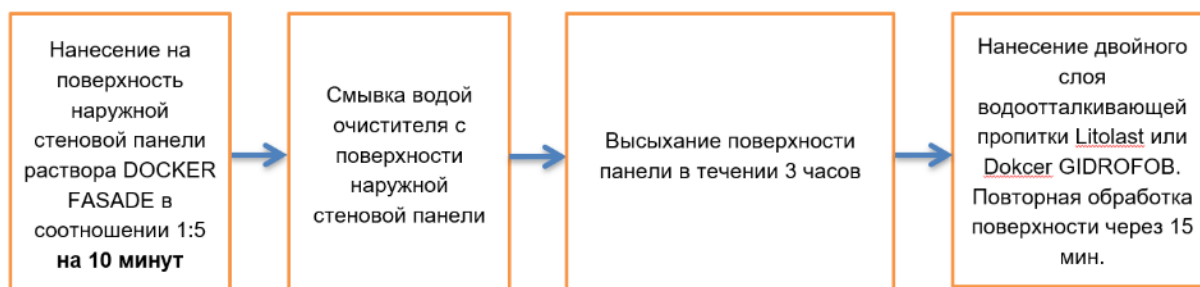 Нанесение на
поверхность
наружной
стеновой панели
раствора DOCKER
FASADE в
соотношении 1:5
на 10 минут
Смывка водой
очистителя с
поверхности
наружной
стеновой панели
Высыхание поверхности
панели в течении 3 часов
Нанесение двойного
слоя
водоотталкивающей
пропитки Litolast или
Dokcer GIDROFOB.
Повторная обработка
поверхности через 15
мин.